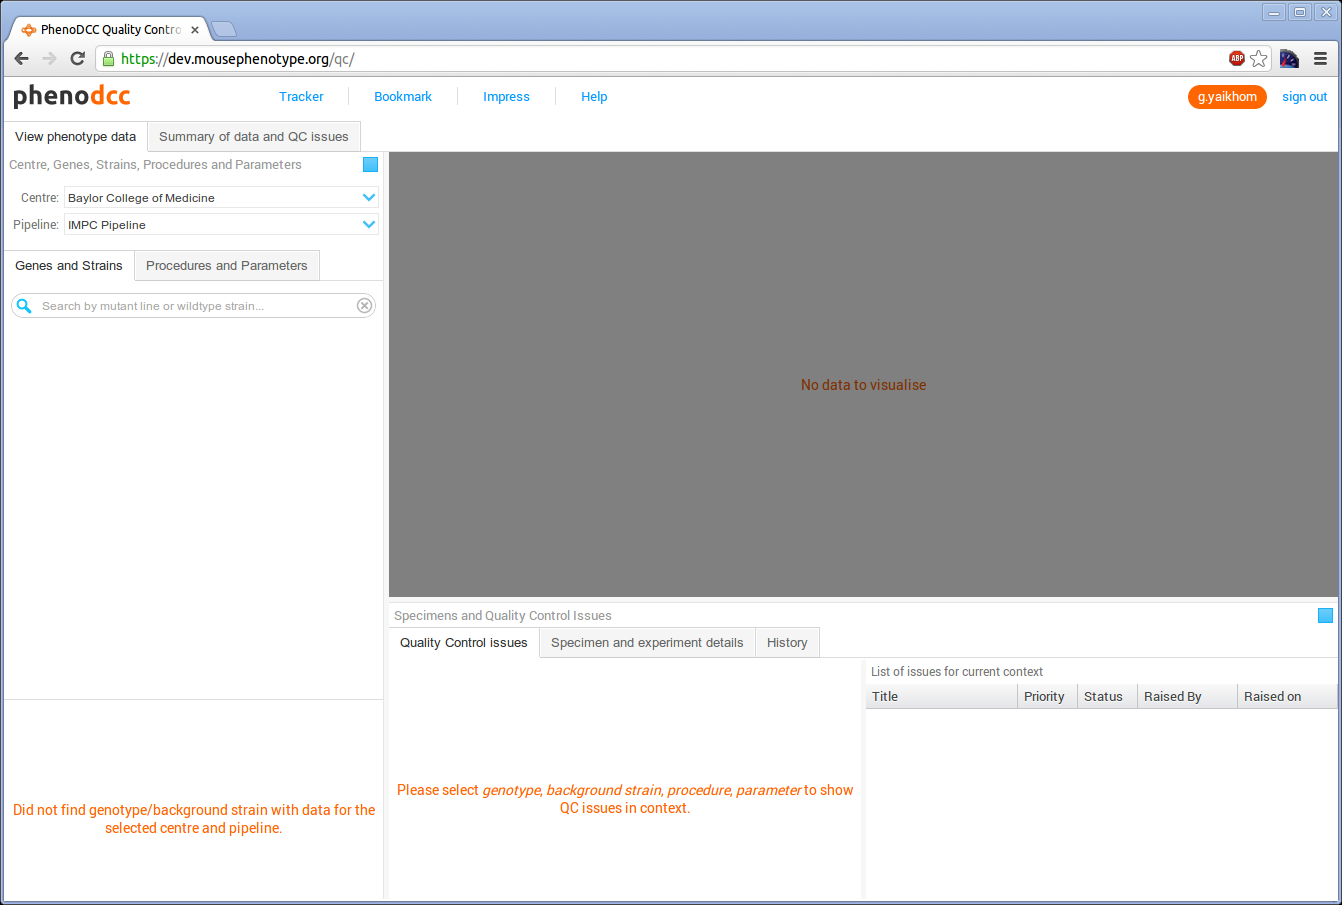 PhenoDCC Quality Contro
https://dev.mousephenotype.org/qc/
ABP
phenodcc
Tracker
Bookmark
Impress
Help
g.yaikhom
sign out
View phenotype data
Summary of data and QC issues
Centre, Genes, Strains, Procedures and Parameters
Centre: Baylor College of Medicine
Pipeline: IMPC Pipeline
Genes and Strains
Procedures and Parameters
Search by mutant line or wildtype strain...
Did not find genotype/background strain with data for the
selected centre and pipeline.
No data to visualise
Specimens and Quality Control Issues
Quality Control issues
Specimen and experiment details
History
Please select genotype, background strain, procedure, parameter to show
QC issues in context.
List of issues for current context
Title Priority Status Raised By Raised on